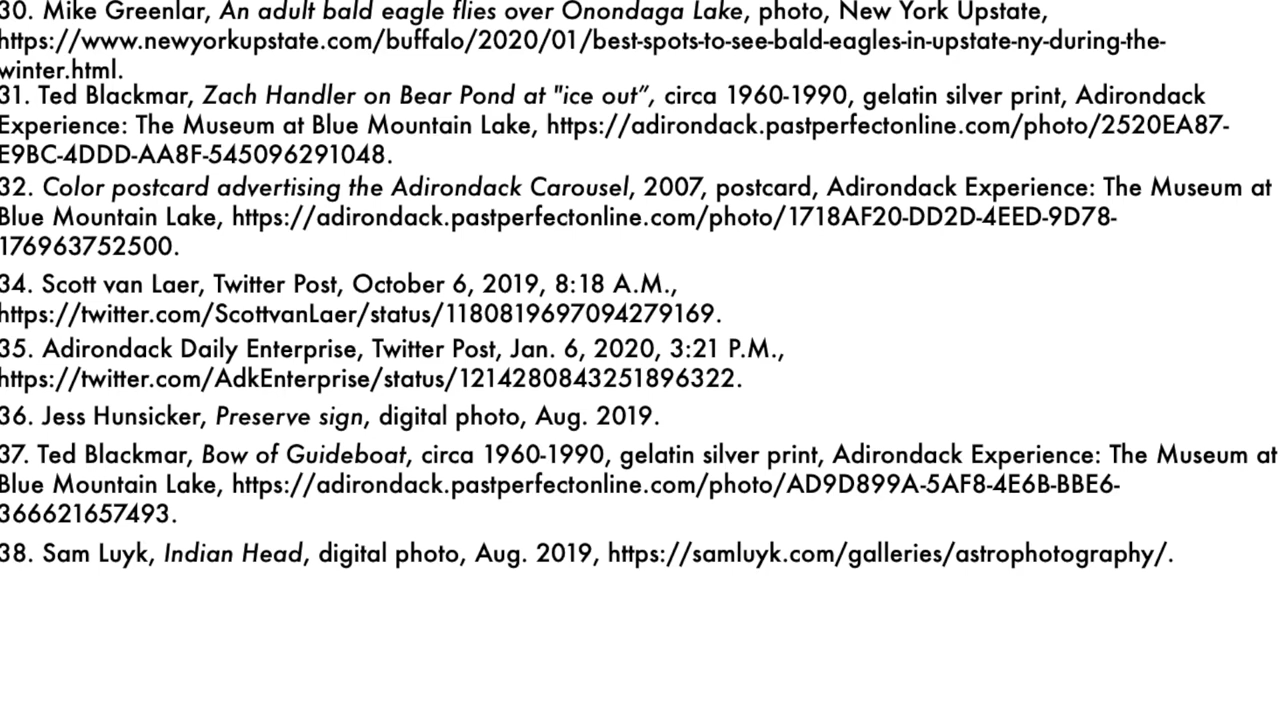 30. Mike Greenlar, An adult bald eagle flies over Onondaga Lake, photo, New York Upstate,
https://www.newyorkupstate.com/buffalo/2020/01/best-spots-to-see-bald-eagles-in-upstate-ny-during-the-
winter.html.
31. Ted Blackmar, Zach Handler on Bear Pond at "ice out”, circa 1960-1990, gelatin silver print, Adirondack
Experience: The Museum at Blue Mountain Lake, https://adirondack.pastperfectonline.com/photo/2520EA87-
E9BC-4DDD-AA8F-545096291048.
32. Color postcard advertising the Adirondack Carousel, 2007, postcard, Adirondack Experience: The Museum at
Blue Mountain Lake, https://adirondack.pastperfectonline.com/photo/1718AF20-DD2D-4EED-9D78-
176963752500.
34. Scott van Laer, Twitter Post, October 6, 2019, 8:18 A.M.,
https://twitter.com/ScottvanLaer/status/1180819697094279169.
35. Adirondack Daily Enterprise, Twitter Post, Jan. 6, 2020, 3:21 P.M.,
https://twitter.com/AdkEnterprise/status/1214280843251896322.
36. Jess Hunsicker, Preserve sign, digital photo, Aug. 2019.
37. Ted Blackmar, Bow of Guideboat, circa 1960-1990, gelatin silver print, Adirondack Experience: The Museum at
Blue Mountain Lake, https://adirondack.pastperfectonline.com/photo/AD9D899A-5AF8-4E6B-BBE6-
366621657493.
38. Sam Luyk, Indian Head, digital photo, Aug. 2019, https://samluyk.com/galleries/astrophotography/.